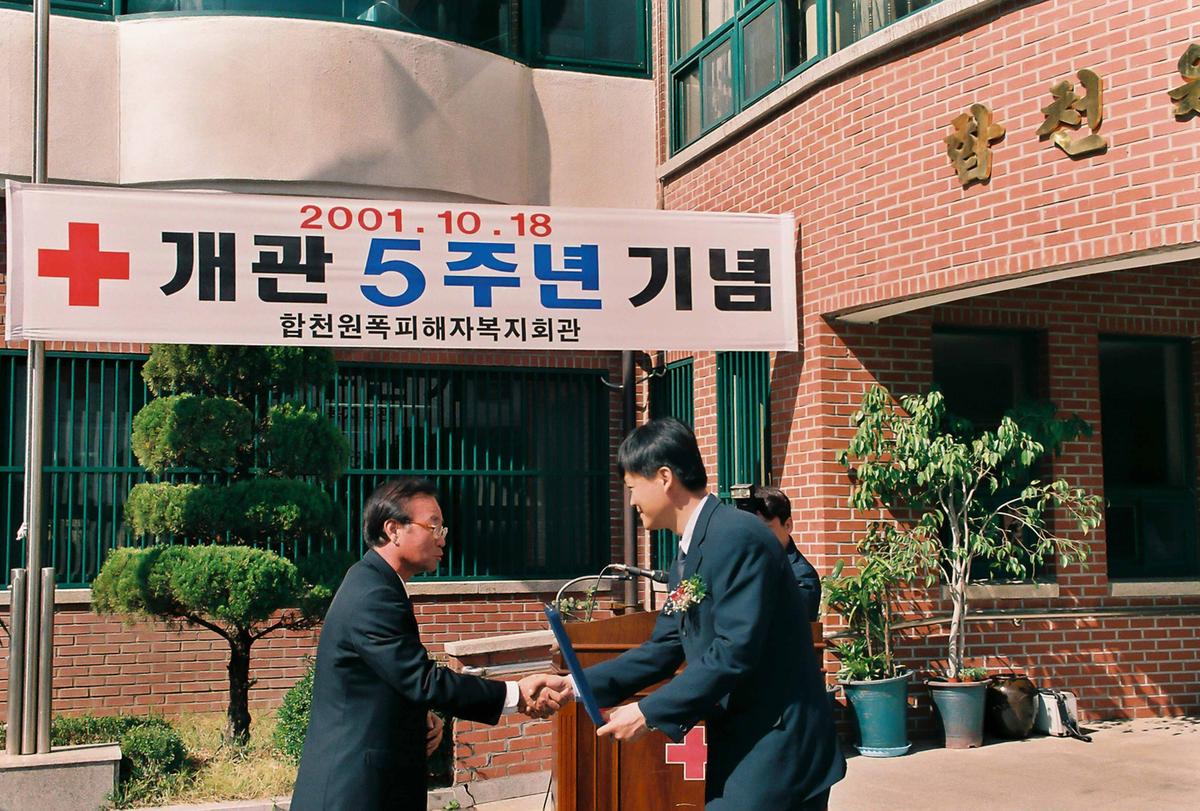 2001.10.18
개관 5주년 기념
합천원폭피해자복지회관
합천원